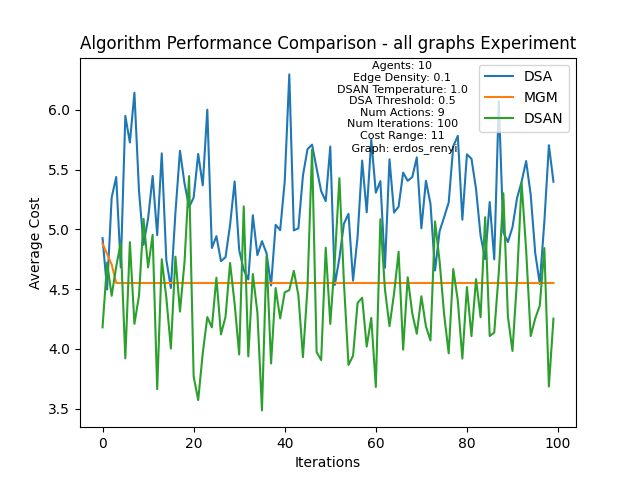 Algorithm Performance Comparison - all graphs Experiment
Agents: 10
Edge Density: 0.1
DSAN Temperature: 1.0
DSA Threshold: 0.5
Num Actions: 9
Num Iterations: 100
Cost Range: 11
Graph: erdos_renyi
DSA
MGM
DSAN
Average Cost
6.0
5.5
5.0
4.5
4.0
3.5
0 20 40 60 80 100
Iterations